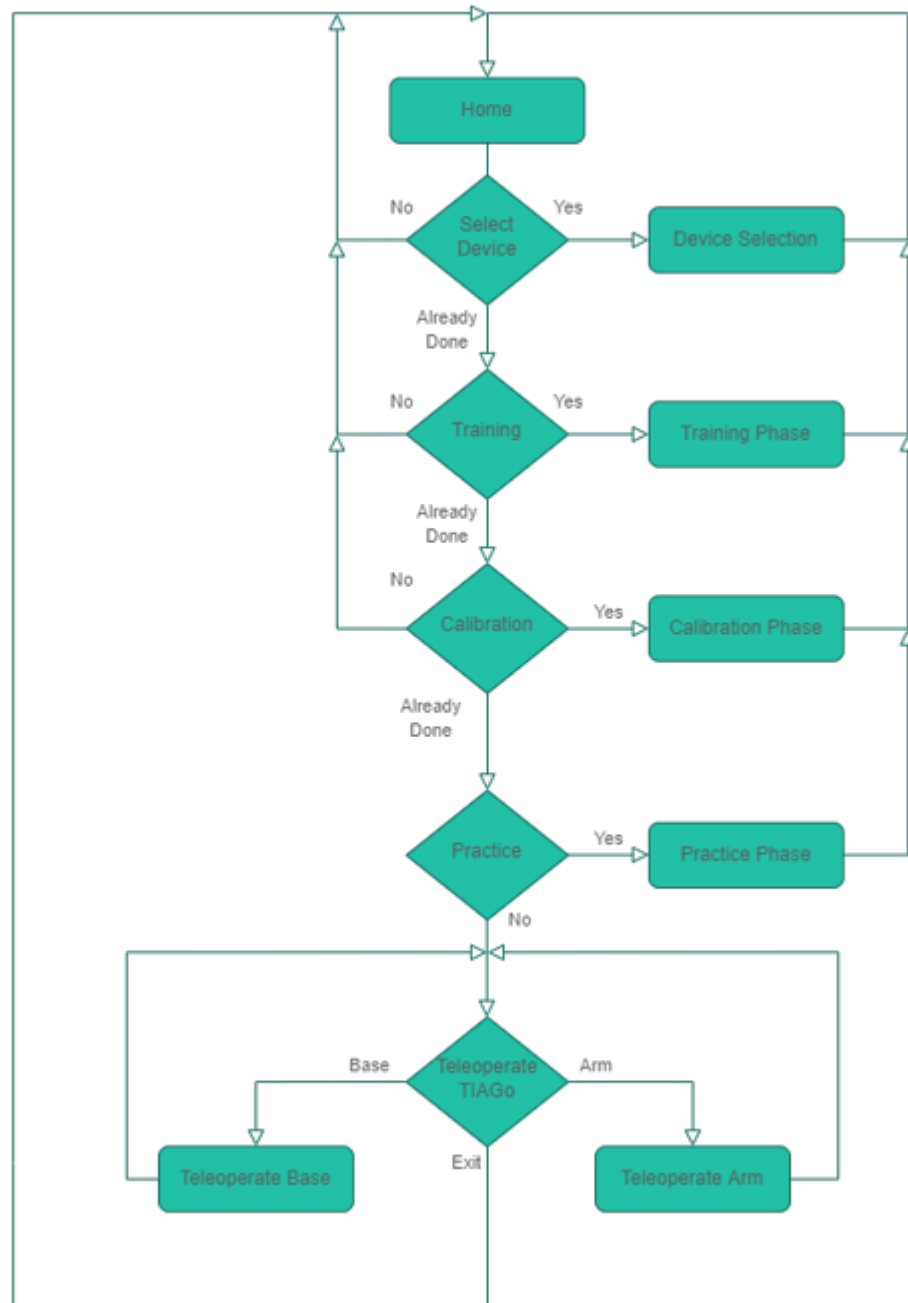 Home
No
Yes
Select
Device
Device Selection
Already
Done
No
Yes
Training
Training Phase
Already
Done
No
Yes
Calibration
Calibration Phase
Already
Done
Yes
Practice
Practice Phase
No
Base
Teleoperate
TIAGo
Arm
Exit
Teleoperate Base
Teleoperate Arm